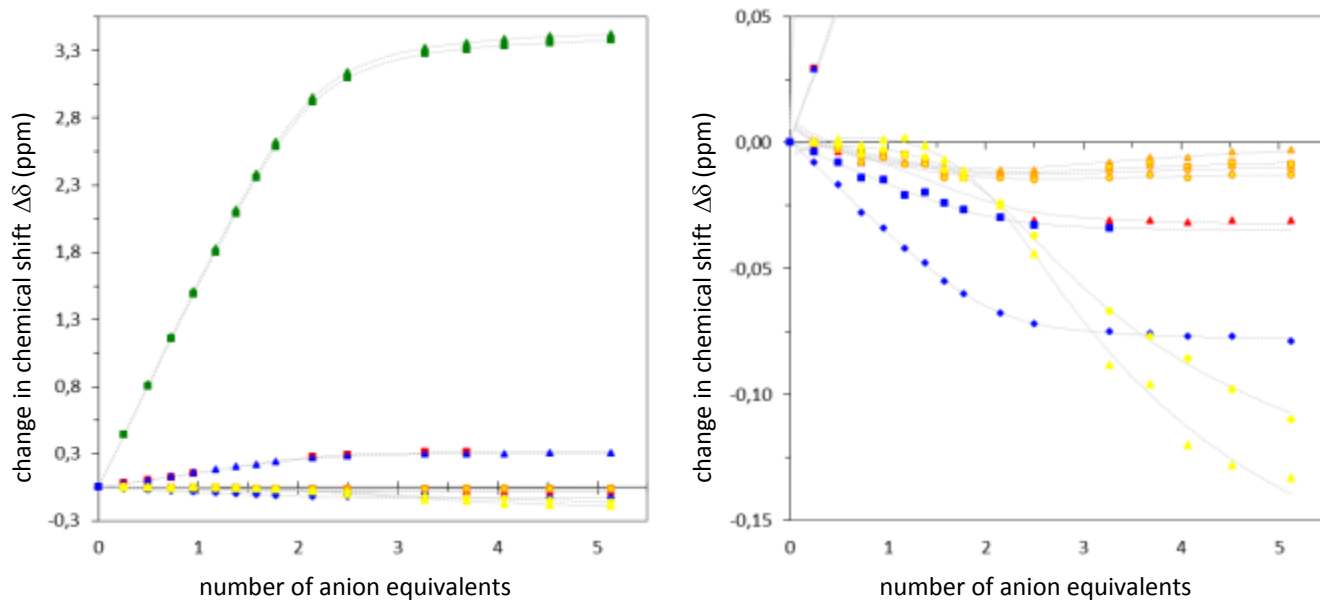 change in chemical shift Δδ (ppm)
3,3
2,8
2,3
1,8
1,3
0,8
0,3
-0,3
0 1 2 3 4 5
number of anion equivalents
change in chemical shift Δδ (ppm)
0,05
0,00
-0,05
-0,10
-0,15
0 1 2 3 4 5
number of anion equivalents